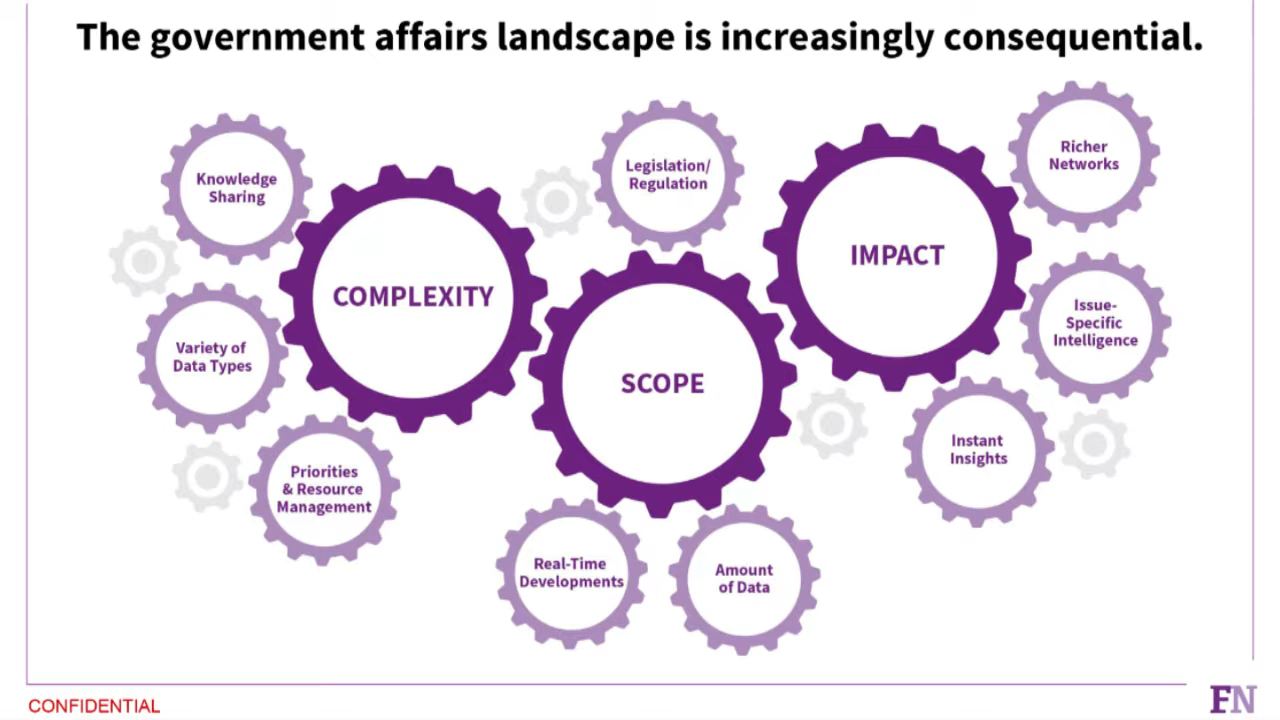 The government affairs landscape is increasingly consequential.
Knowledge
Sharing
Variety of
Data Types
Priorities
& Resource
Management
COMPLEXITY
Legislation/
Regulation
SCOPE
Real-Time
Developments
Amount
of Data
IMPACT
Richer
Networks
Issue-
Specific
Intelligence
Instant
Insights
CONFIDENTIAL
FN